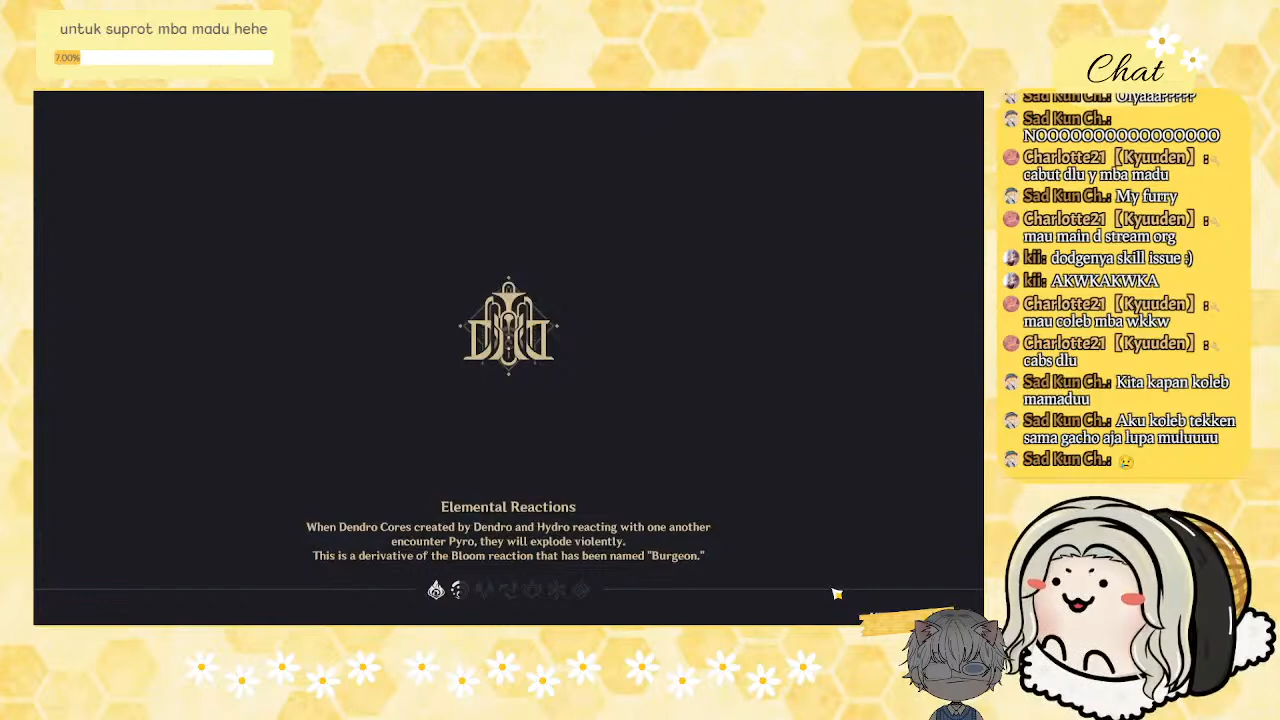 untuk suprot mba madu hehe
7.00%
Chat
Sad Kun Ch.: Oiyaaa?????
Sad Kun Ch.:
NOOOOOOOOOOOOOOOO
Charlotte21【Kyuuden】:
cabut dlu y mba madu
Sad Kun Ch.: My furry
Charlotte21【Kyuuden】:
mau main d stream org
kii: dodgenya skill issue :)
kii: AKWKAKWKA
Charlotte21【Kyuuden】:
mau coleb mba wkkw
Charlotte21【Kyuuden】:
cabs dlu
Sad Kun Ch.: Kita kapan koleb
mamaduu
Sad Kun Ch.: Aku koleb tekken
sama gacho aja lupa muluuuu
Sad Kun Ch.: 😢
Elemental Reactions
When Dendro Cores created by Dendro and Hydro reacting with one another
encounter Pyro, they will explode violently.
This is a derivative of the Bloom reaction that has been named "Burgeon."